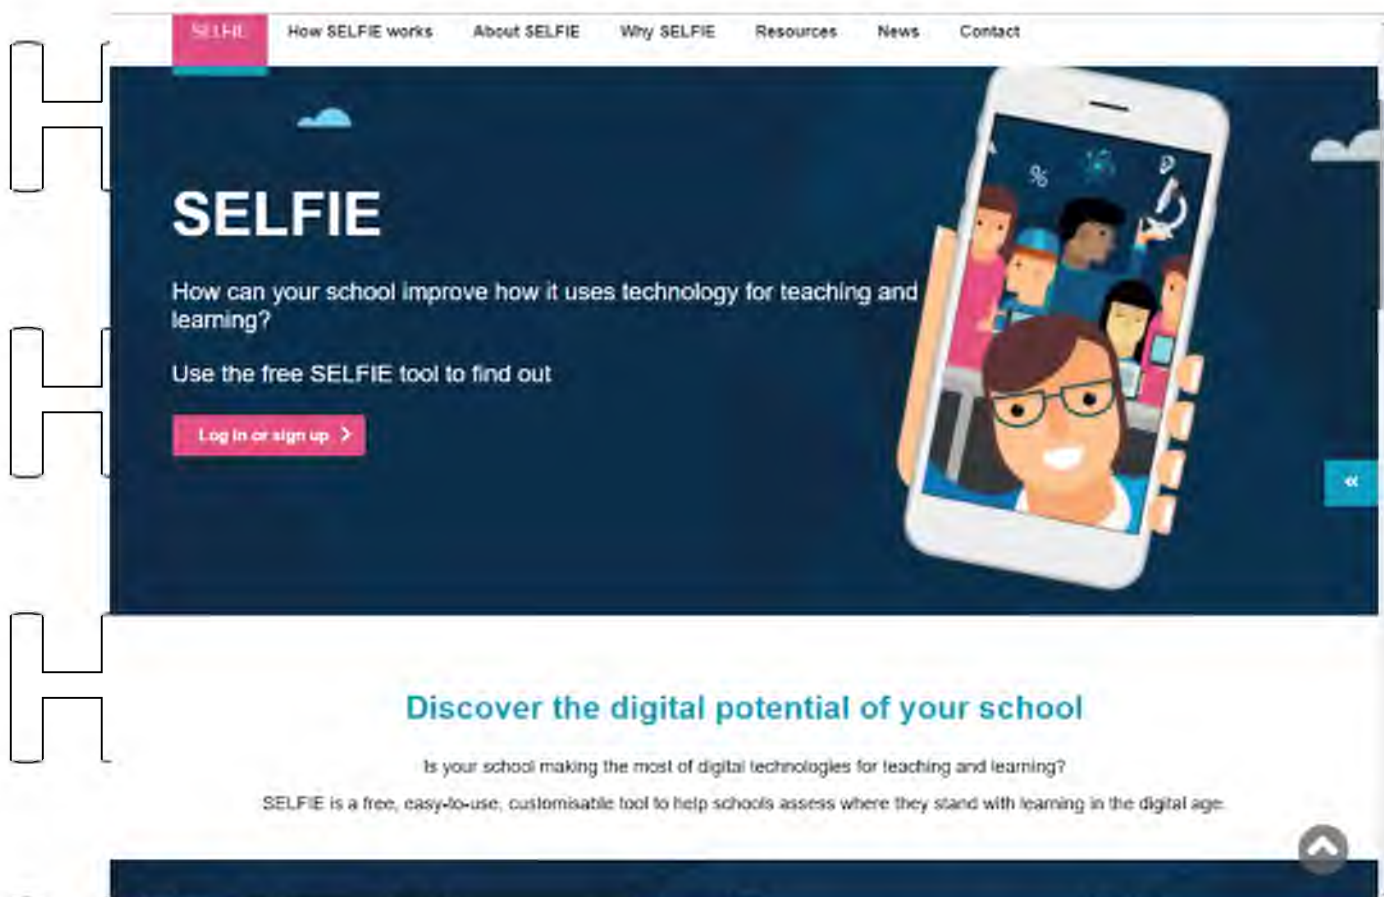 SELFIE How SELFIE works About SELFIE Why SELFIE Resources News Contact
SELFIE
How can your school improve how it uses technology for teaching and
learning?
Use the free SELFIE tool to find out
Log in or sign up
%
Discover the digital potential of your school
Is your school making the most of digital technologies for teaching and learning?
SELFIE is a free, easy-to-use, customisable tool to help schools assess where they stand with learning in the digital age.